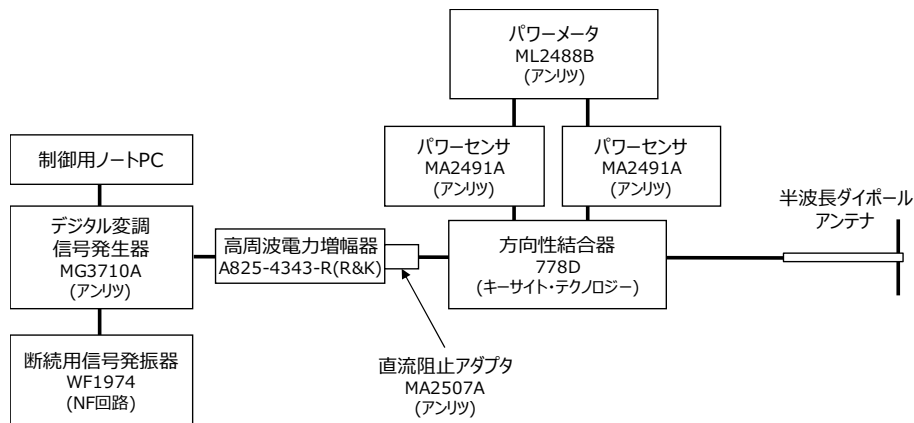 パワーメータ
ML2488B
(アンリツ)
パワーセンサ
MA2491A
(アンリツ)
パワーセンサ
MA2491A
(アンリツ)
制御用ノートPC
デジタル変調
信号発生器
MG3710A
(アンリツ)
高周波電力増幅器
A825-4343-R(R&K)
方向性結合器
778D
(キーサイト・テクノロジー)
半波長ダイポール
アンテナ
断続用信号発振器
WF1974
(NF回路)
直流阻止アダプタ
MA2507A
(アンリツ)